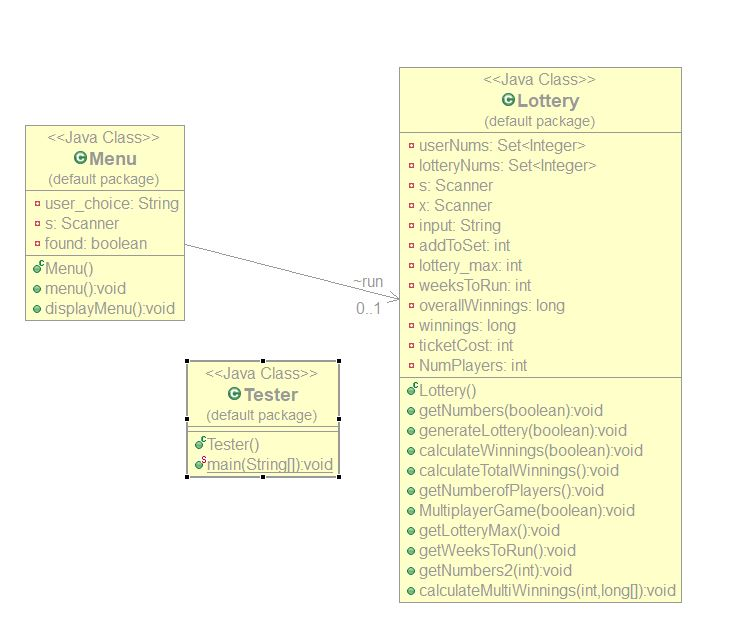 <<Java Class>>
Menu
(default package)
user_choice: String
s: Scanner
found: boolean
Menu()
menu():void
displayMenu():void
~run
0..1
<<Java Class>>
Tester
(default package)
Tester()
main(String[]):void
<<Java Class>>
Lottery
(default package)
userNums: Set<Integer>
lotteryNums: Set<Integer>
s: Scanner
x: Scanner
input: String
addToSet: int
lottery_max: int
weeksToRun: int
overallWinnings: long
winnings: long
ticketCost: int
NumPlayers: int
Lottery()
getNumbers(boolean):void
generateLottery(boolean):void
calculateWinnings(boolean):void
calculateTotalWinnings():void
getNumberofPlayers():void
MultiplayerGame(boolean):void
getLotteryMax():void
getWeeksToRun():void
getNumbers2(int):void
calculateMultiWinnings(int,long[]):void